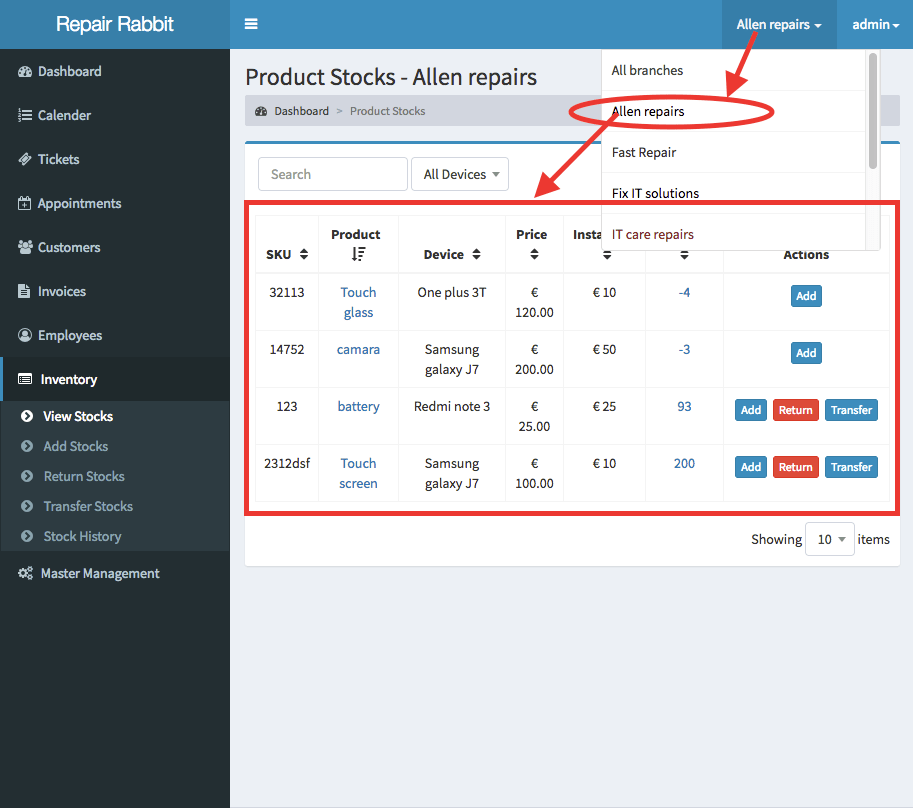 Repair Rabbit
Allen repairs
admin
Dashboard
Calender
Tickets
Appointments
Customers
Invoices
Employees
Inventory
View Stocks
Add Stocks
Return Stocks
Transfer Stocks
Stock History
Master Management
Product Stocks - Allen repairs
Dashboard > Product Stocks
All branches
Allen repairs
Fast Repair
Fix IT solutions
IT care repairs
Search
All Devices
SKU Product Device Price Insta Actions
32113 Touch glass One plus 3T € 120.00 € 10 -4 Add
14752 camara Samsung galaxy J7 € 200.00 € 50 -3 Add
123 battery Redmi note 3 € 25.00 € 25 93 Add Return Transfer
2312dsf Touch screen Samsung galaxy J7 € 100.00 € 10 200 Add Return Transfer
Showing 10 items